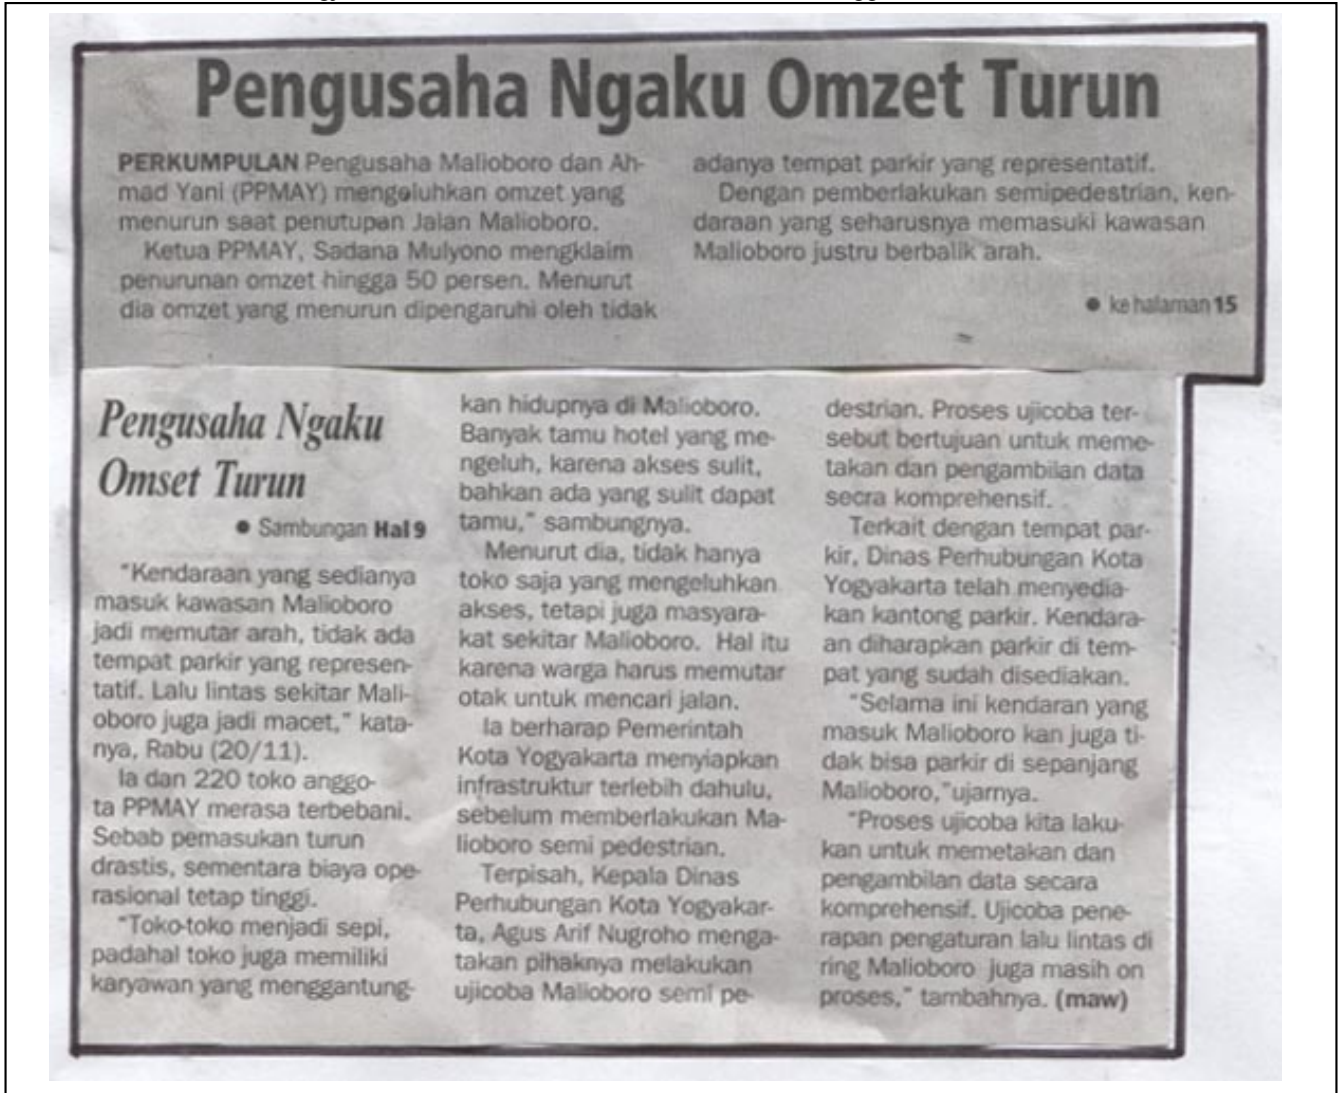 Pengusaha Ngaku Omzet Turun
PERKUMPULAN Pengusaha Malioboro dan Ah-
mad Yani (PPMAY) mengeluhkan omzet yang
menurun saat penutupan Jalan Malioboro.
Ketua PPMAY, Sadana Mulyono mengklaim
penurunan omzet hingga 50 persen. Menurut
dia omzet yang menurun dipengaruhi oleh tidak
adanya tempat parkir yang representatif.
Dengan pemberlakukan semipedestrian, ken-
daraan yang seharusnya memasuki kawasan
Malioboro justru berbalik arah.
● ke halaman 15
Pengusaha Ngaku
Omset Turun
● Sambungan Hal 9
"Kendaraan yang sedianya
masuk kawasan Malioboro
jadi memutar arah, tidak ada
tempat parkir yang represen-
tatif. Lalu lintas sekitar Mali-
oboro juga jadi macet," kata-
nya, Rabu (20/11).
Ia dan 220 toko anggo-
ta PPMAY merasa terbebani.
Sebab pemasukan turun
drastis, sementara biaya ope-
rasional tetap tinggi.
"Toko-toko menjadi sepi,
padahal toko juga memiliki
karyawan yang menggantung-
kan hidupnya di Malioboro.
Banyak tamu hotel yang me-
ngeluh, karena akses sulit,
bahkan ada yang sulit dapat
tamu," sambungnya.
Menurut dia, tidak hanya
toko saja yang mengeluhkan
akses, tetapi juga masyara-
kat sekitar Malioboro. Hal itu
karena warga harus memutar
otak untuk mencari jalan.
Ia berharap Pemerintah
Kota Yogyakarta menyiapkan
infrastruktur terlebih dahulu,
sebelum memberlakukan Ma-
lioboro semi pedestrian.
Terpisah, Kepala Dinas
Perhubungan Kota Yogyakar-
ta, Agus Arif Nugroho menga-
takan pihaknya melakukan
ujicoba Malioboro semi pe-
destrian. Proses ujicoba ter-
sebut bertujuan untuk meme-
takan dan pengambilan data
secra komprehensif.
Terkait dengan tempat par-
kir, Dinas Perhubungan Kota
Yogyakarta telah menyedia-
kan kantong parkir. Kendara-
an diharapkan parkir di tem-
pat yang sudah disediakan.
"Selama ini kendaran yang
masuk Malioboro kan juga ti-
dak bisa parkir di sepanjang
Malioboro,"ujarnya.
"Proses ujicoba kita laku-
kan untuk memetakan dan
pengambilan data secara
komprehensif. Ujicoba pene-
rapan pengaturan lalu lintas di
ring Malioboro juga masih on
proses," tambahnya. (maw)